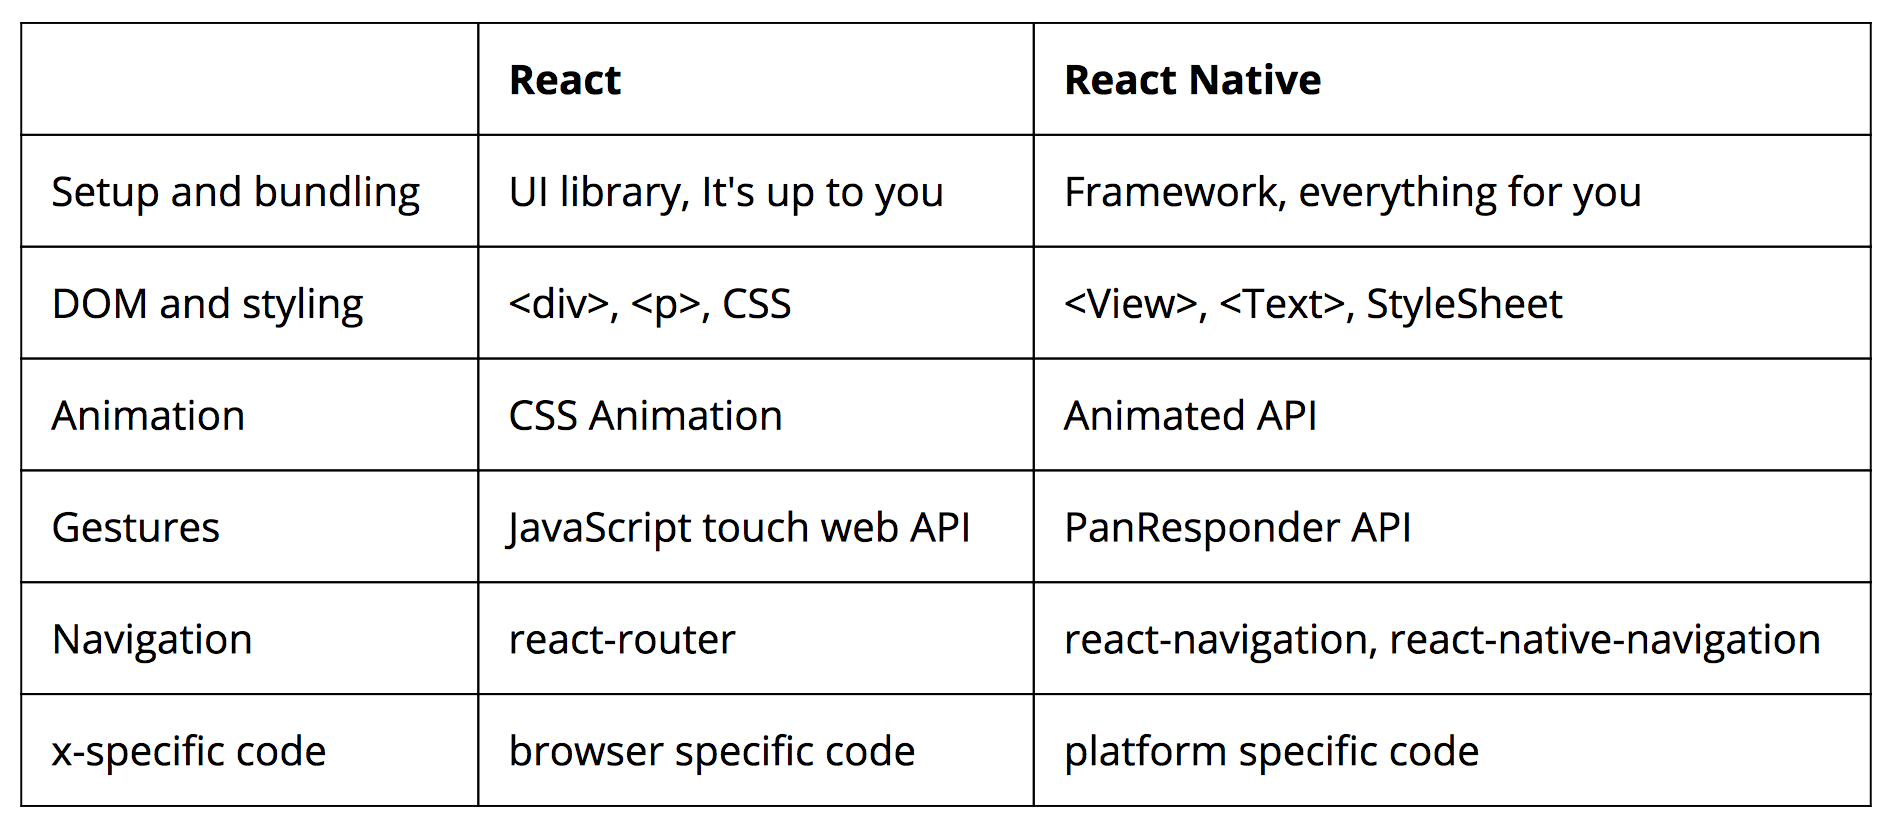 React React Native
Setup and bundling UI library, It's up to you Framework, everything for you
DOM and styling <div>, <p>, CSS <View>, <Text>, StyleSheet
Animation CSS Animation Animated API
Gestures JavaScript touch web API PanResponder API
Navigation react-router react-navigation, react-native-navigation
x-specific code browser specific code platform specific code